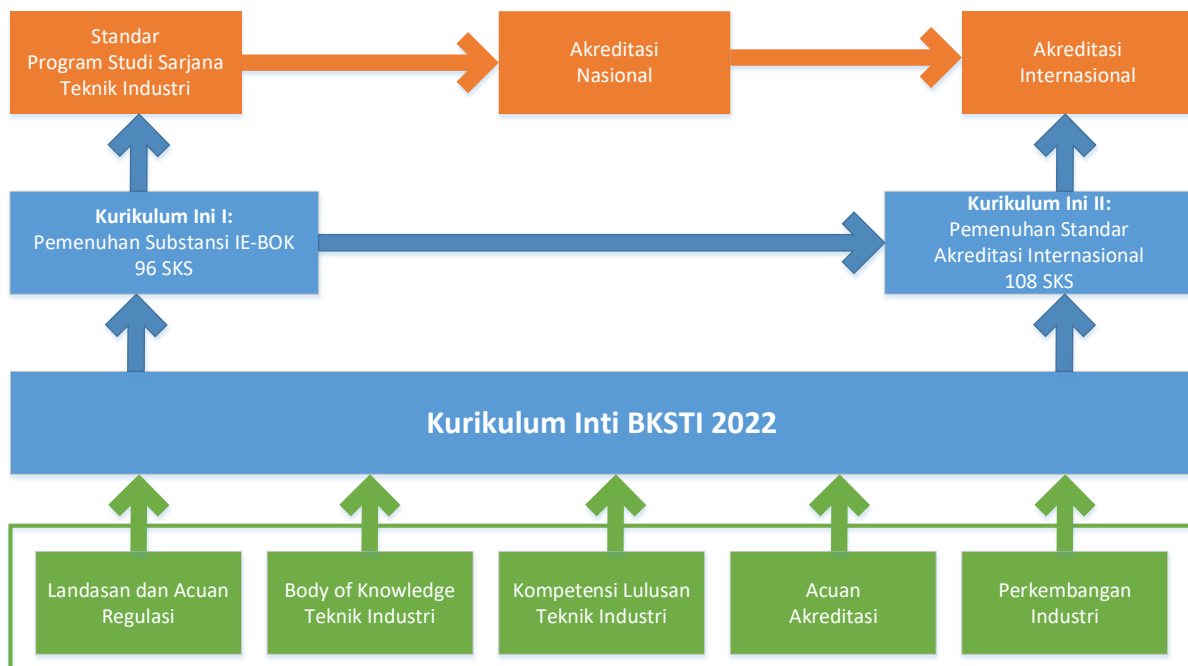 Standar
Program Studi Sarjana
Teknik Industri
Akreditasi
Nasional
Akreditasi
Internasional
Kurikulum Ini I:
Pemenuhan Substansi IE-BOK
96 SKS
Kurikulum Ini II:
Pemenuhan Standar
Akreditasi Internasional
108 SKS
Kurikulum Inti BKSTI 2022
Landasan dan Acuan
Regulasi
Body of Knowledge
Teknik Industri
Kompetensi Lulusan
Teknik Industri
Acuan
Akreditasi
Perkembangan
Industri